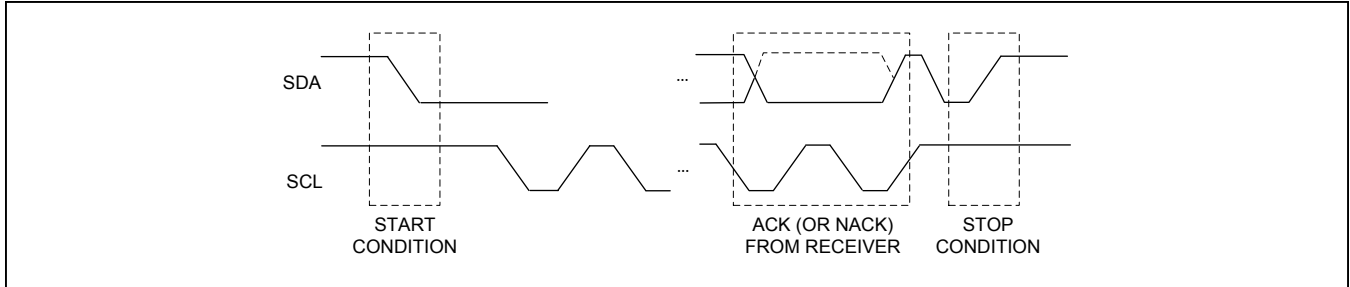 SDA
...
SCL
...
START
CONDITION
ACK (OR NACK)
FROM RECEIVER
STOP
CONDITION